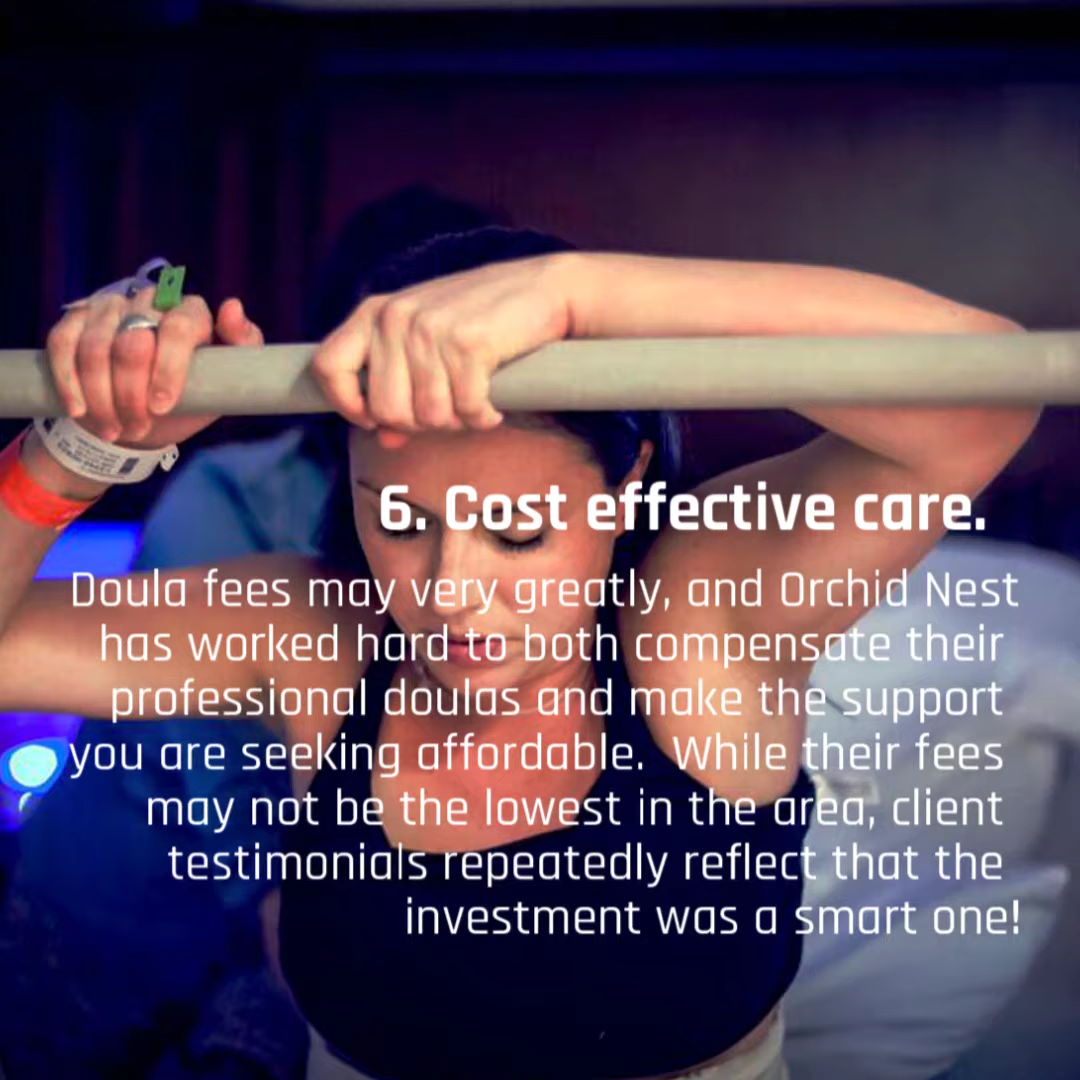 6. Cost effective care.
Doula fees may very greatly, and Orchid Nest
has worked hard to both compensate their
professional doulas and make the support
you are seeking affordable.  While their fees
may not be the lowest in the area, client
testimonials repeatedly reflect that the
investment was a smart one!